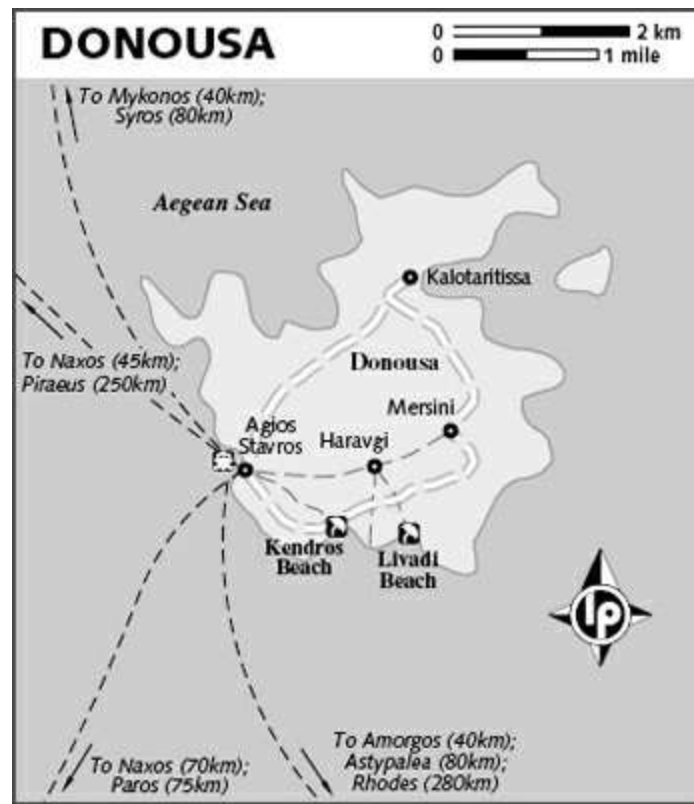 DONOUSA
0 2 km
0 1 mile
To Mykonos (40km);
Syros (80km)
Aegean Sea
Kalotaritissa
To Naxos (45km);
Piraeus (250km)
Donousa
Mersini
Agios
Stavros
Haravgi
Kendros
Beach
Livadi
Beach
lp
To Naxos (70km);
Paros (75km)
To Amorgos (40km);
Astypalea (80km);
Rhodes (280km)